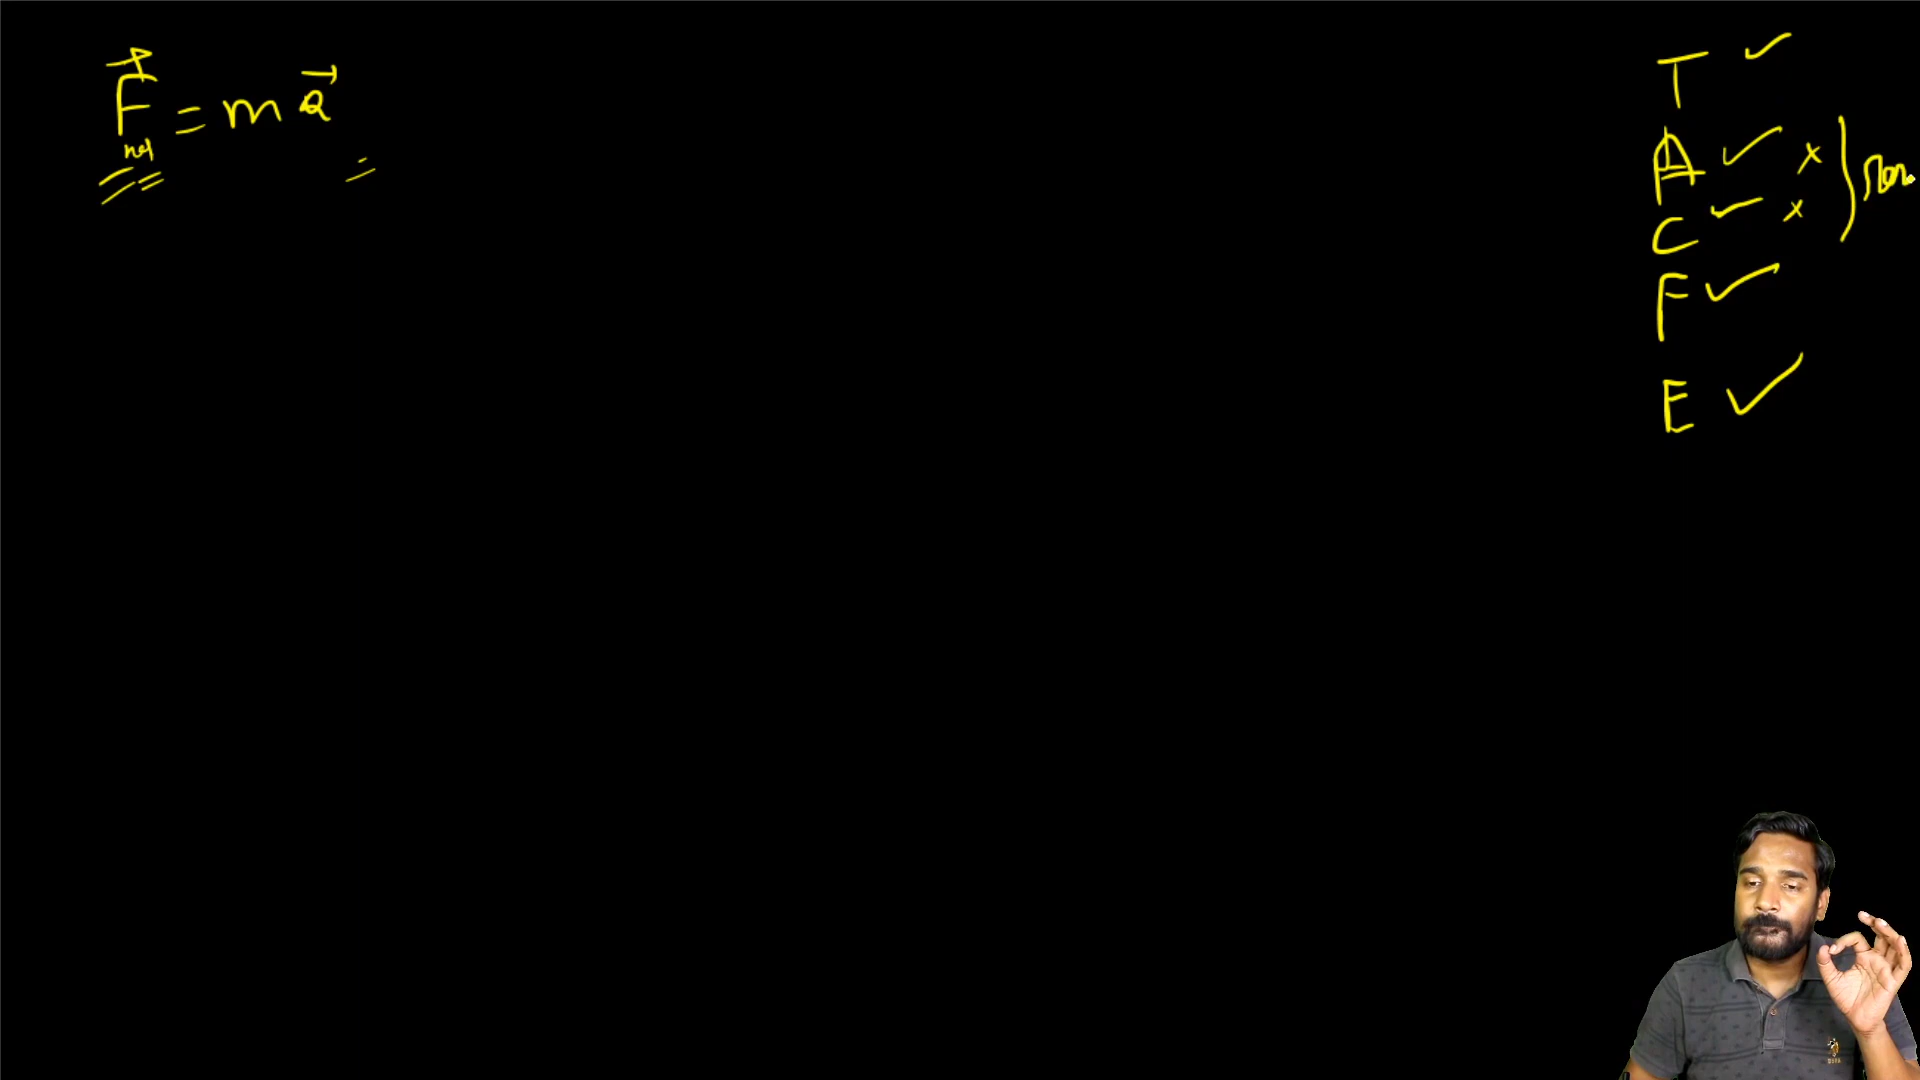 F⃗net = m a⃗
=
T ✓
A ✓ ×
C ✓ ×
F ✓
E ✓